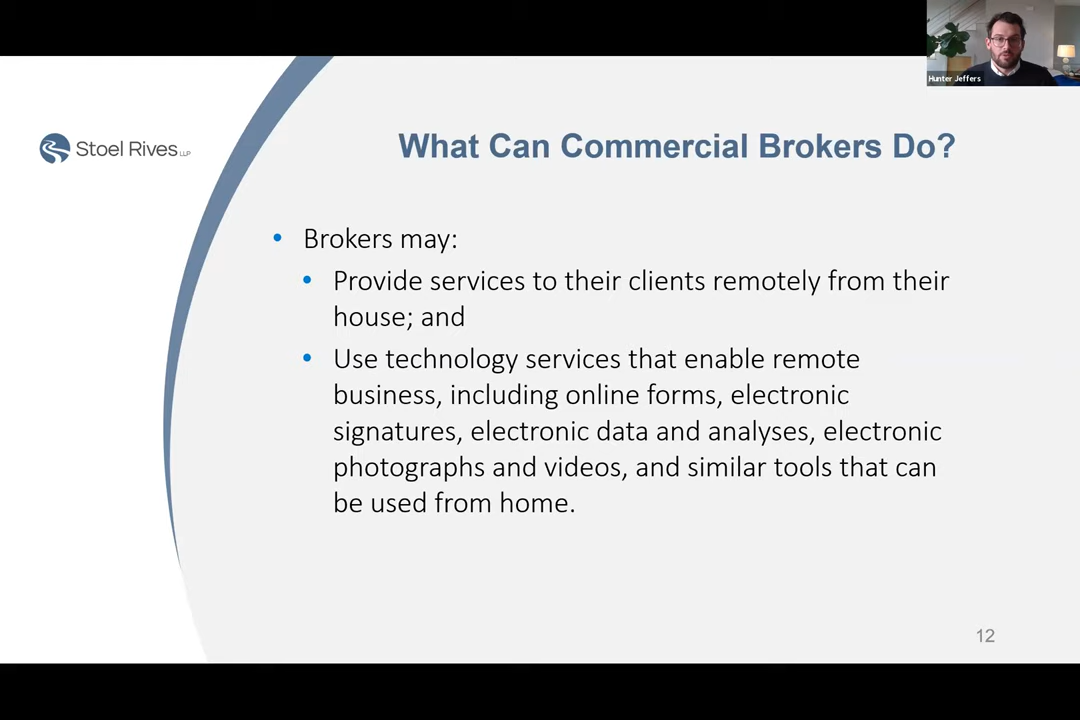 Hunter Jeffers
Stoel Rives LLP
What Can Commercial Brokers Do?
• Brokers may:
• Provide services to their clients remotely from their
house; and
• Use technology services that enable remote
business, including online forms, electronic
signatures, electronic data and analyses, electronic
photographs and videos, and similar tools that can
be used from home.
12